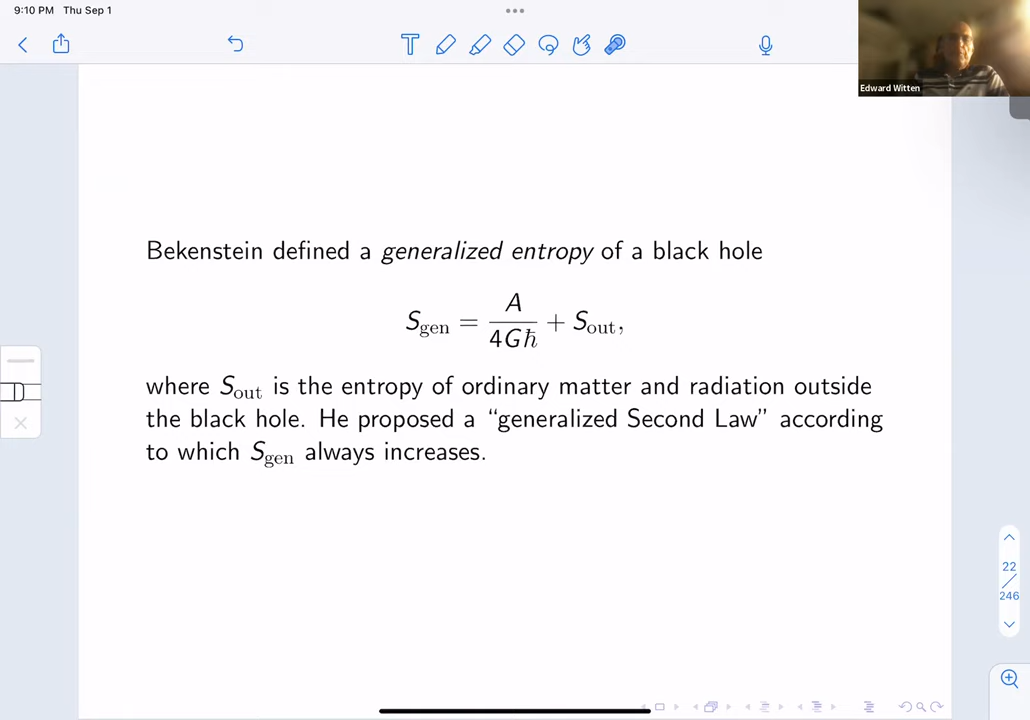 9:10 PM Thu Sep 1
Edward Witten
Bekenstein defined a generalized entropy of a black hole
S_gen = A/4Għ + S_out,
where S_out is the entropy of ordinary matter and radiation outside
the black hole. He proposed a “generalized Second Law” according
to which S_gen always increases.
22
/
246